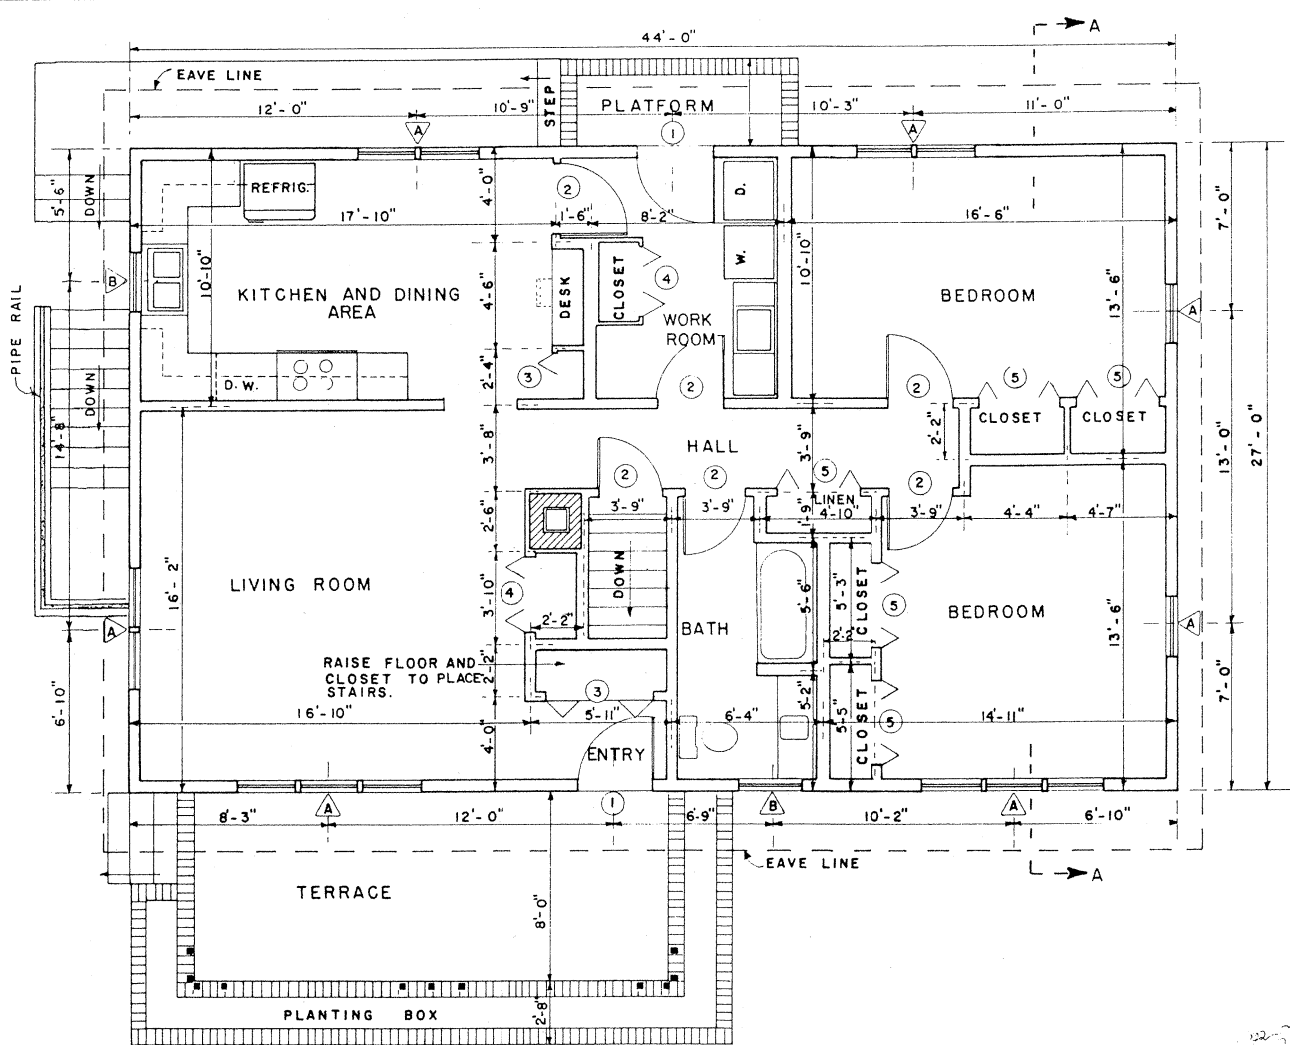 A
44'-0"
EAVE LINE
STEP
PLATFORM
12'-0"
10'-9"
10'-3"
11'-0"
A
1
A
5'-6"
DOWN
REFRIG.
4'-0"
2
D.
7'-0"
17'-10"
1'-6"
8'-2"
16'-6"
B
10'-10"
KITCHEN AND DINING
AREA
4'-6"
DESK
CLOSET
4
W.
10'-10"
BEDROOM
13'-6"
A
WORK
ROOM
PIPE RAIL
DOWN
14'-8"
D.W.
2'-4"
3
2
2
5
5
CLOSET
CLOSET
2'-2"
13'-0"
27'-0"
3'-8"
HALL
3'-9"
2
2
5
2
LINEN
2'-6"
3'-9"
3'-9"
1'-9"
4'-10"
3'-9"
4'-4"
4'-7"
16'-2"
LIVING ROOM
3'-10"
4
DOWN
5'-6"
5'-3"
CLOSET
5
BEDROOM
13'-6"
A
A
2'-2"
BATH
2'-2"
RAISE FLOOR AND
CLOSET TO PLACE
STAIRS.
2'-2"
3
6'-10"
5'-2"
7'-0"
16'-10"
5'-11"
6'-4"
5'-5"
CLOSET
5
14'-11"
4'-0"
ENTRY
A
1
B
A
8'-3"
12'-0"
6'-9"
10'-2"
6'-10"
EAVE LINE
A
TERRACE
8'-0"
PLANTING BOX
2'-8"